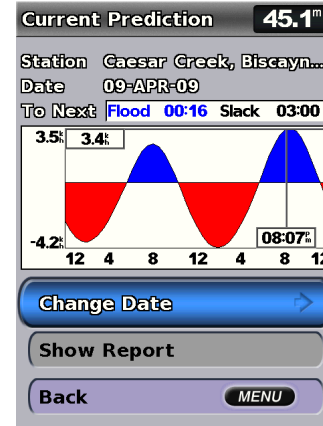 Current Prediction 45.1m
Station Caesar Creek, Biscayn...
Date 09-APR-09
To Next Flood 00:16 Slack 03:00
3.5kh 3.4kh
-4.2kh 08:07Pm
12 4 8 12 4 8 12
Change Date
Show Report
Back MENU